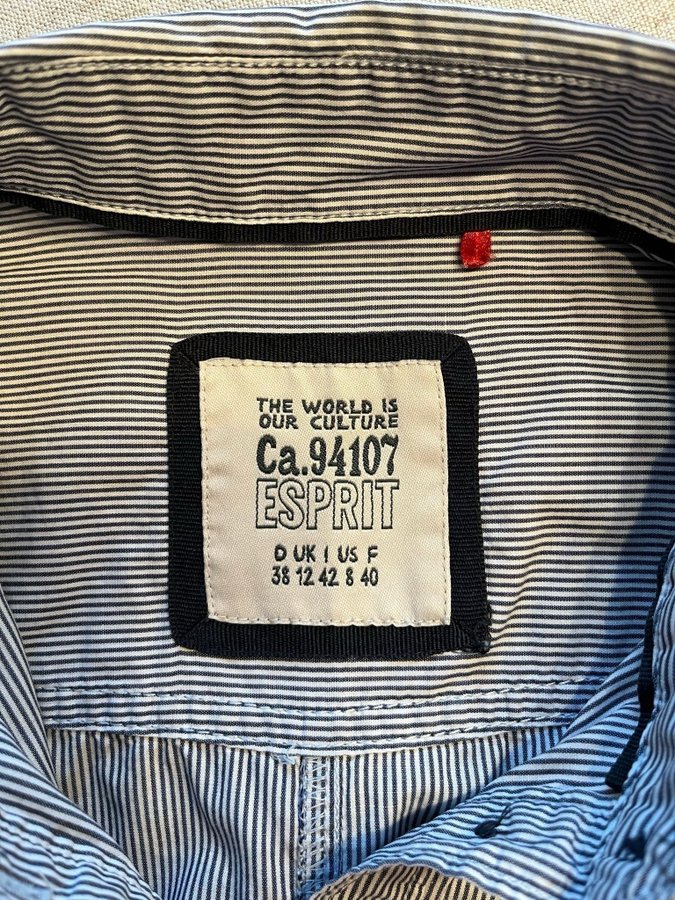 THE WORLD IS
OUR CULTURE
Ca.94107
ESPRIT
D UK I US F
38 12 42 8 40